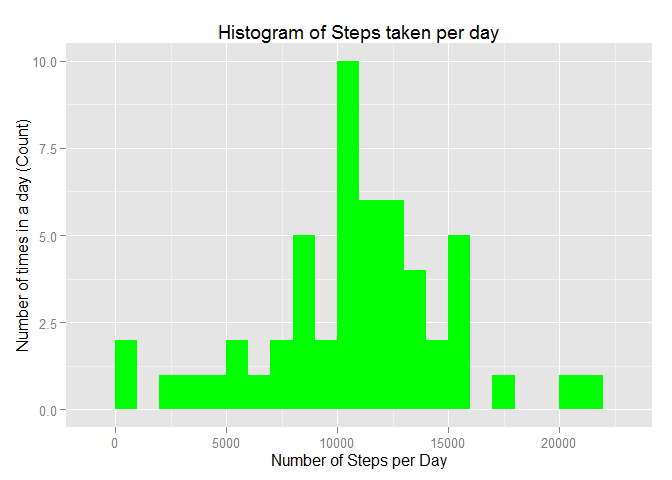 Histogram of Steps taken per day
10.0
7.5
5.0
2.5
0.0
Number of times in a day (Count)
0 5000 10000 15000 20000
Number of Steps per Day